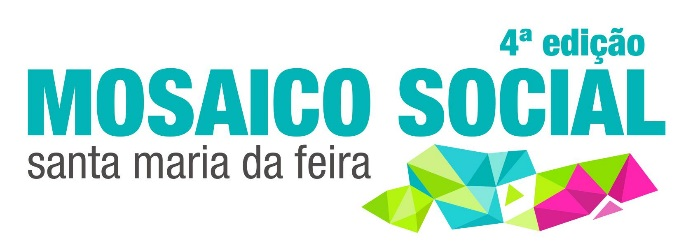 4ª edição
MOSAICO SOCIAL
santa maria da feira